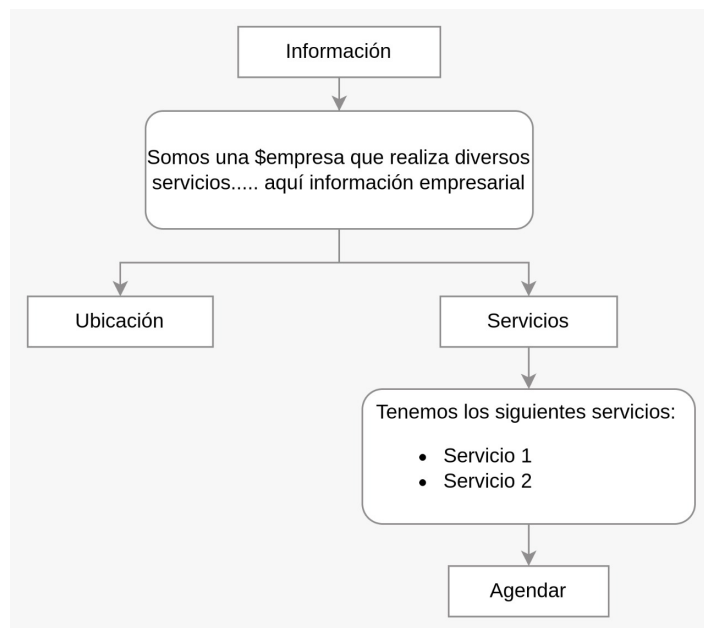 Información
Somos una $empresa que realiza diversos
servicios..... aquí información empresarial
Ubicación
Servicios
Tenemos los siguientes servicios:
• Servicio 1
• Servicio 2
Agendar